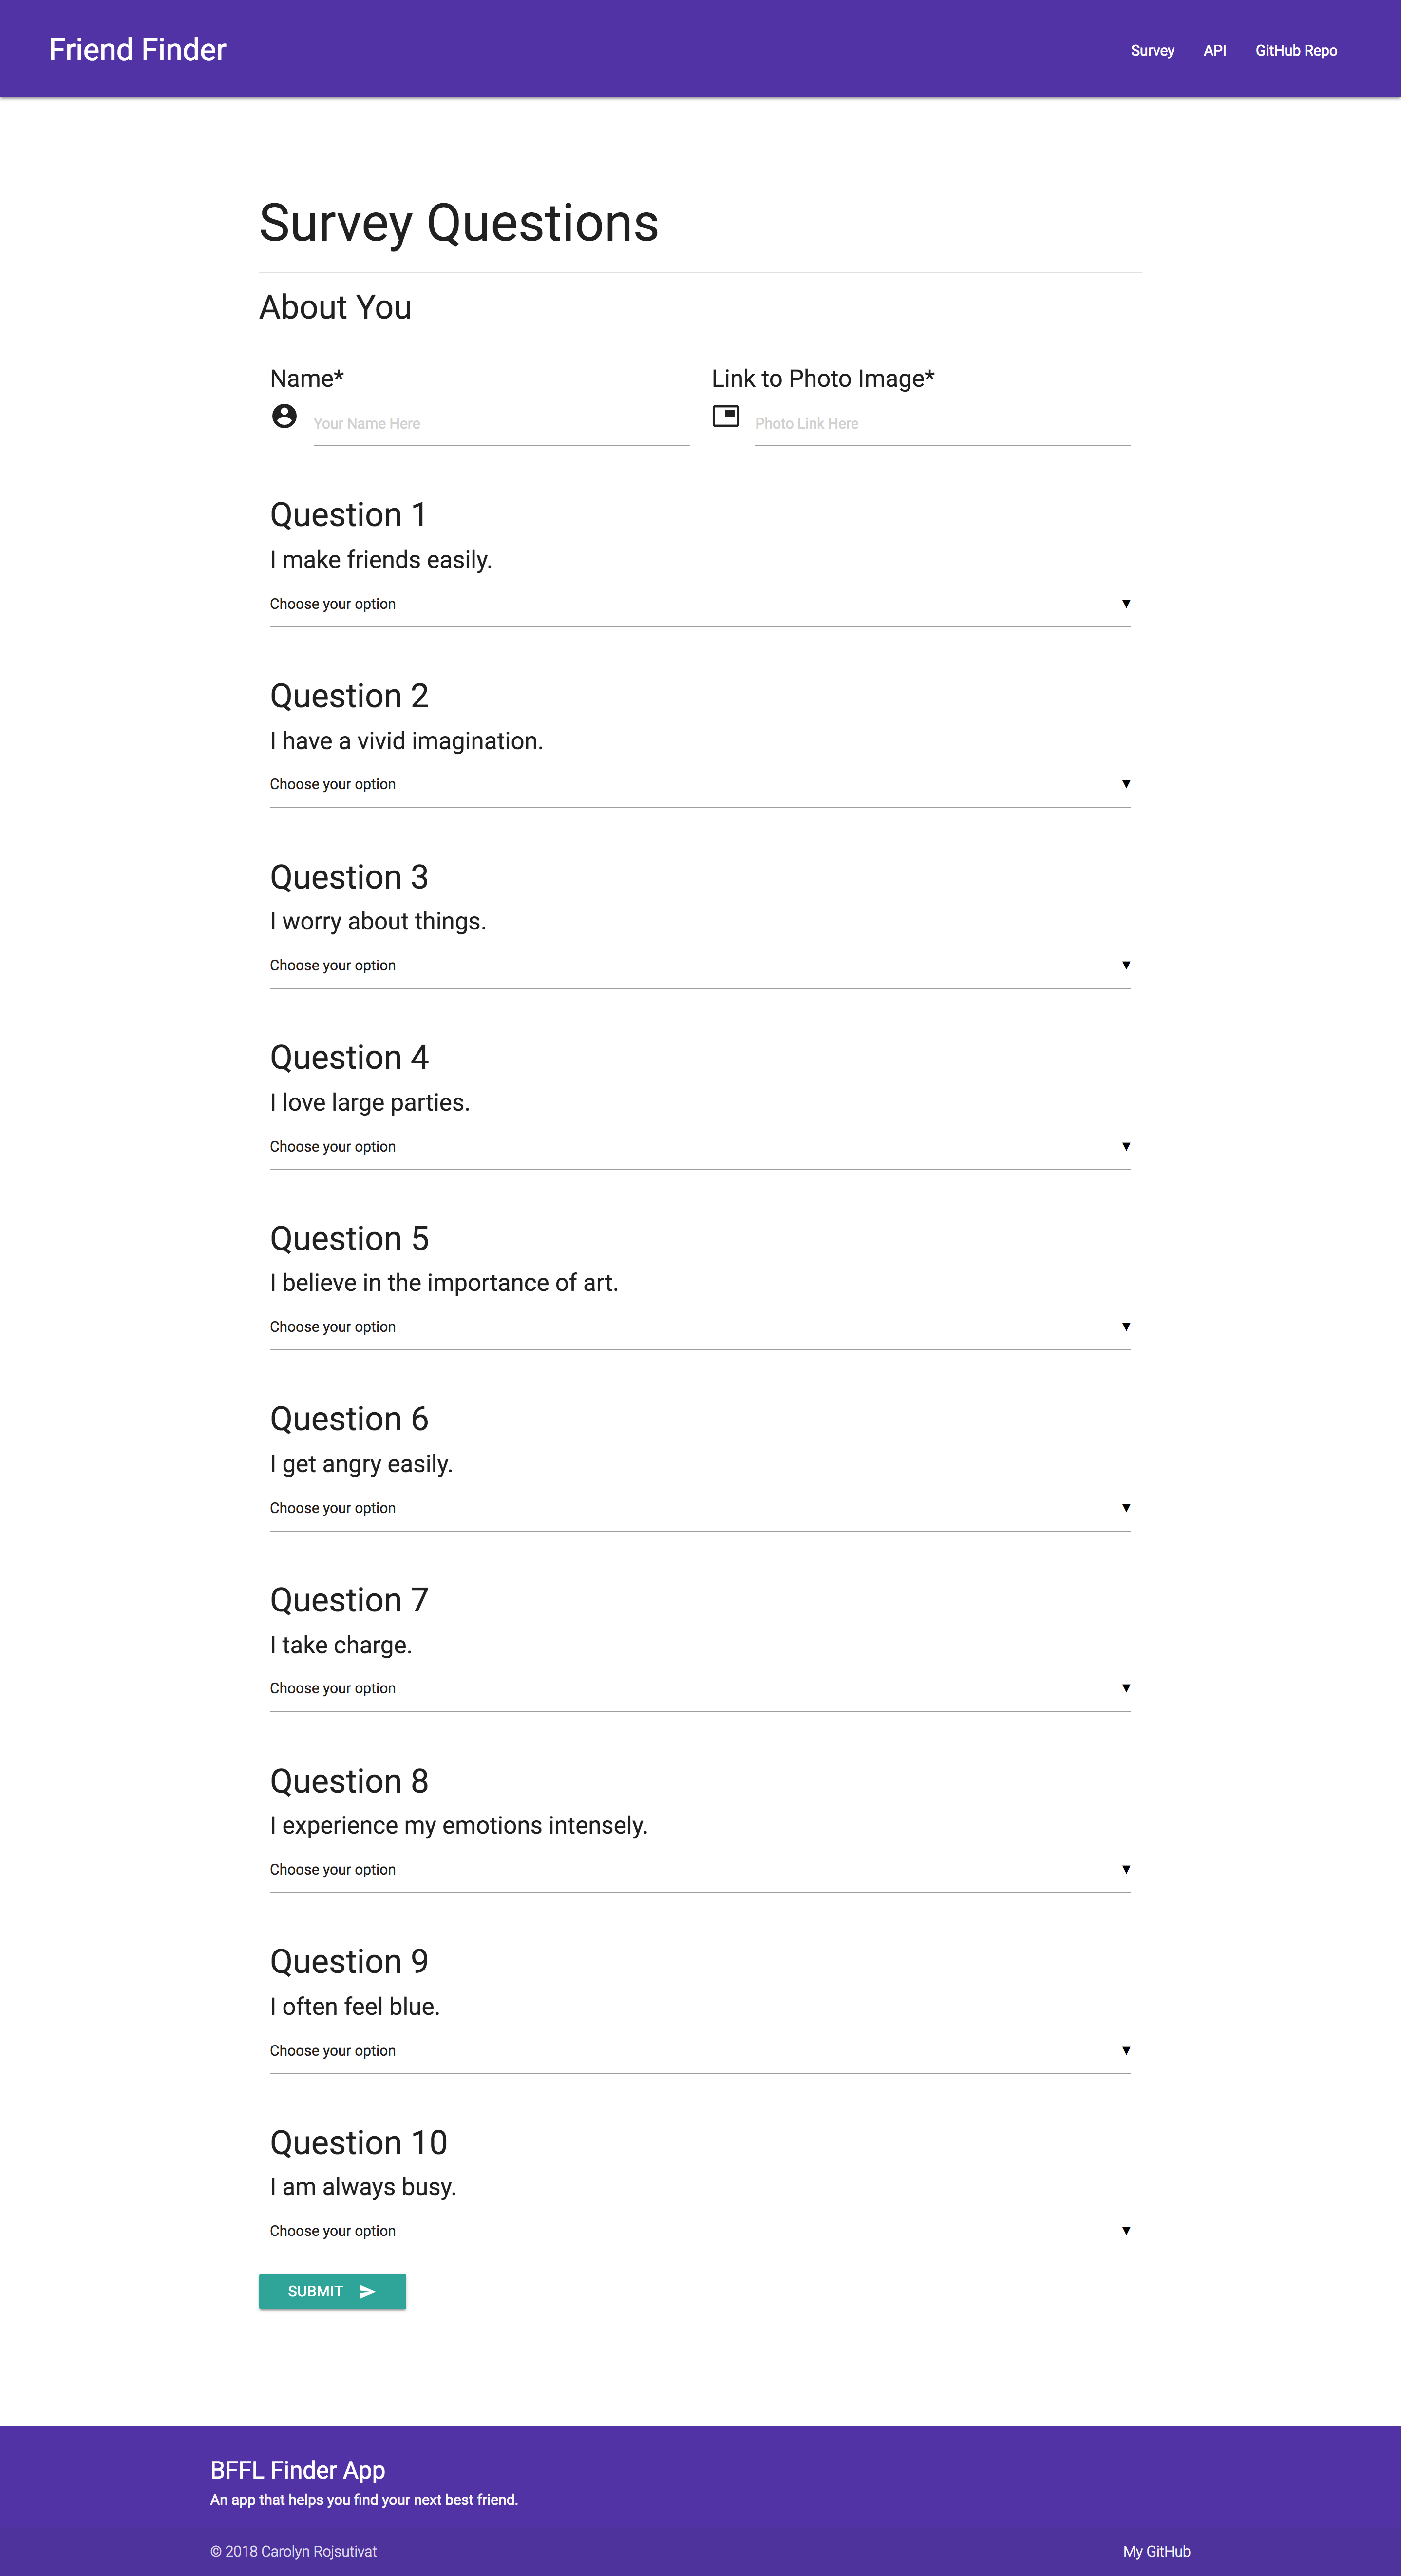 Friend Finder
Survey API GitHub Repo
Survey Questions
About You
Name* Link to Photo Image*
Your Name Here Photo Link Here
Question 1
I make friends easily.
Choose your option
Question 2
I have a vivid imagination.
Choose your option
Question 3
I worry about things.
Choose your option
Question 4
I love large parties.
Choose your option
Question 5
I believe in the importance of art.
Choose your option
Question 6
I get angry easily.
Choose your option
Question 7
I take charge.
Choose your option
Question 8
I experience my emotions intensely.
Choose your option
Question 9
I often feel blue.
Choose your option
Question 10
I am always busy.
Choose your option
SUBMIT
BFFL Finder App
An app that helps you find your next best friend.
© 2018 Carolyn Rojsutivat My GitHub